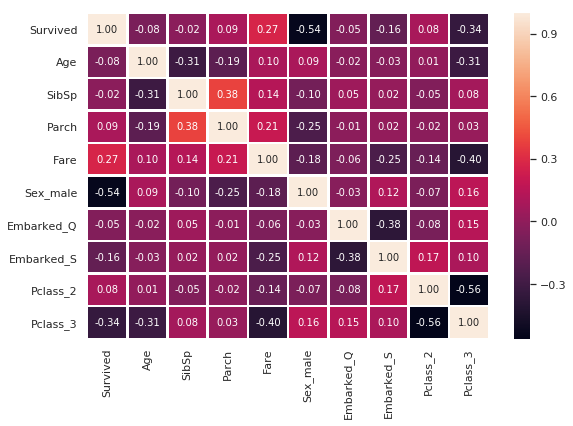 Survived 1.00 -0.08 -0.02 0.09 0.27 -0.54 -0.05 -0.16 0.08 -0.34
Age -0.08 1.00 -0.31 -0.19 0.10 0.09 -0.02 -0.03 0.01 -0.31
SibSp -0.02 -0.31 1.00 0.38 0.14 -0.10 0.05 0.02 -0.05 0.08
Parch 0.09 -0.19 0.38 1.00 0.21 -0.25 -0.01 0.02 -0.02 0.03
Fare 0.27 0.10 0.14 0.21 1.00 -0.18 -0.06 -0.25 -0.14 -0.40
Sex_male -0.54 0.09 -0.10 -0.25 -0.18 1.00 -0.03 0.12 -0.07 0.16
Embarked_Q -0.05 -0.02 0.05 -0.01 -0.06 -0.03 1.00 -0.38 -0.08 0.15
Embarked_S -0.16 -0.03 0.02 0.02 -0.25 0.12 -0.38 1.00 0.17 0.10
Pclass_2 0.08 0.01 -0.05 -0.02 -0.14 -0.07 -0.08 0.17 1.00 -0.56
Pclass_3 -0.34 -0.31 0.08 0.03 -0.40 0.16 0.15 0.10 -0.56 1.00
Survived Age SibSp Parch Fare Sex_male Embarked_Q Embarked_S Pclass_2 Pclass_3
0.9
0.6
0.3
0.0
−0.3